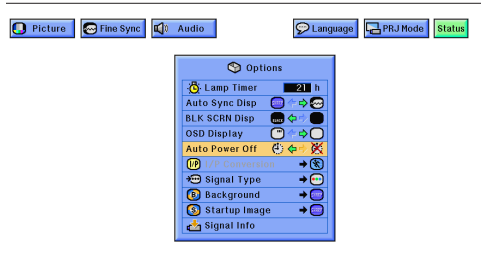 Picture Fine Sync Audio Language PRJ Mode Status
Options
Lamp Timer 21 h
Auto Sync Disp
BLK SCRN Disp
OSD Display
Auto Power Off
I/P I/P Conversion
Signal Type
B Background
S Startup Image
Signal Info